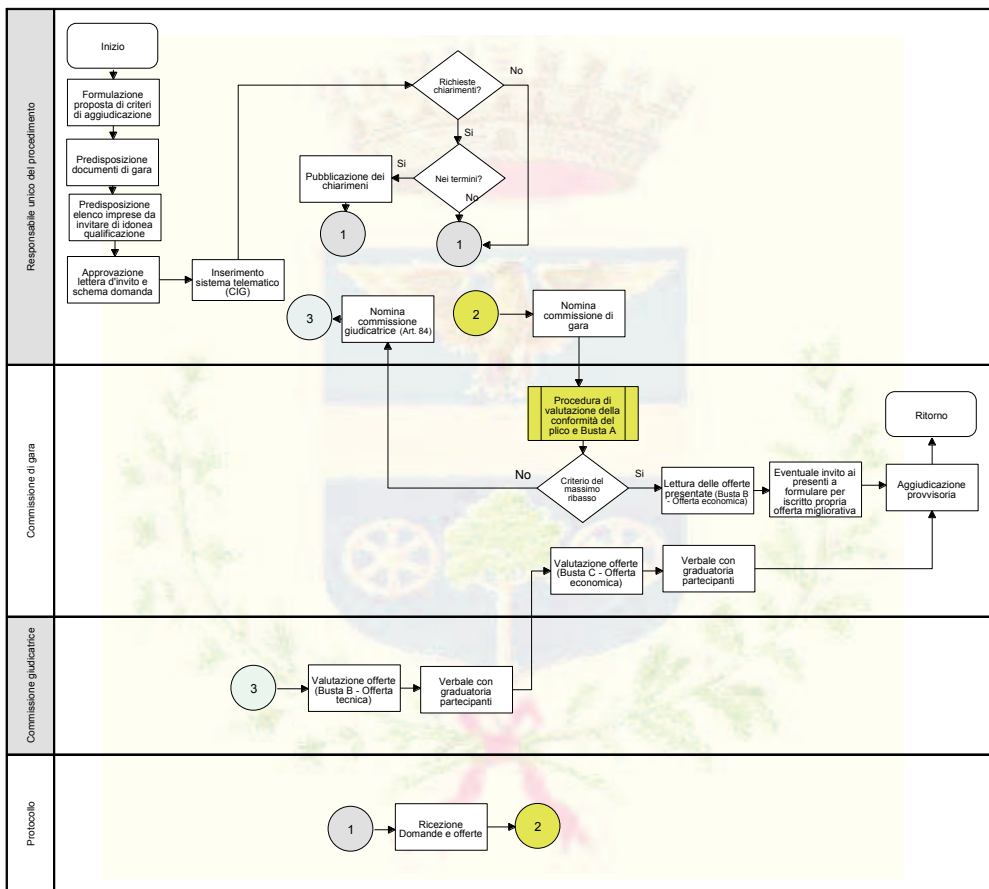 Responsabile unico del procedimento
Inizio
Formulazione
proposta di criteri
di aggiudicazione
Predisposizione
documenti di gara
Predisposizione
elenco imprese da
invitare di idonea
qualificazione
Approvazione
lettera d'invito e
schema domanda
Inserimento
sistema telematico
(CIG)
Richieste
chiarimenti?
No
Si
Nei termini?
Si
No
Pubblicazione dei
chiarimeni
1
1
3
Nomina
commissione
giudicatrice (Art. 84)
2
Nomina
commissione di
gara
Commissione di gara
Procedura di
valutazione della
conformità del
plico e Busta A
Criterio del
massimo
ribasso
No
Si
Lettura delle offerte
presentate (Busta B
- Offerta economica)
Eventuale invito ai
presenti a
formulare per
iscritto propria
offerta migliorativa
Aggiudicazione
provvisoria
Ritorno
Valutazione offerte
(Busta C - Offerta
economica)
Verbale con
graduatoria
partecipanti
Commissione giudicatrice
3
Valutazione offerte
(Busta B - Offerta
tecnica)
Verbale con
graduatoria
partecipanti
Protocollo
1
Ricezione
Domande e offerte
2